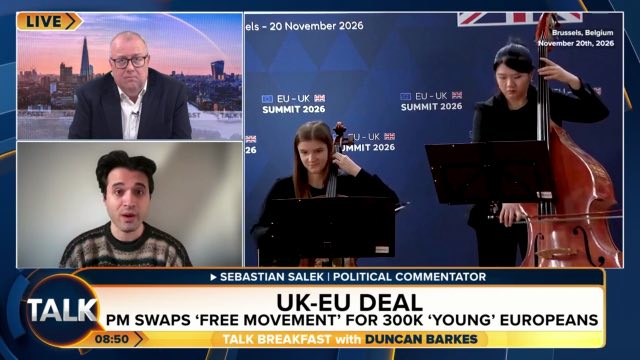 LIVE
Brussels, Belgium
November 20th, 2026
els – 20 November 2026
EU – UK
SUMMIT 2026
EU – UK
SUMMIT 2026
EU – UK
SUMMIT 2026
SEBASTIAN SALEK | POLITICAL COMMENTATOR
UK-EU DEAL
PM SWAPS ‘FREE MOVEMENT’ FOR 300K ‘YOUNG’ EUROPEANS
TALK
08:50
TALK BREAKFAST with DUNCAN BARKES